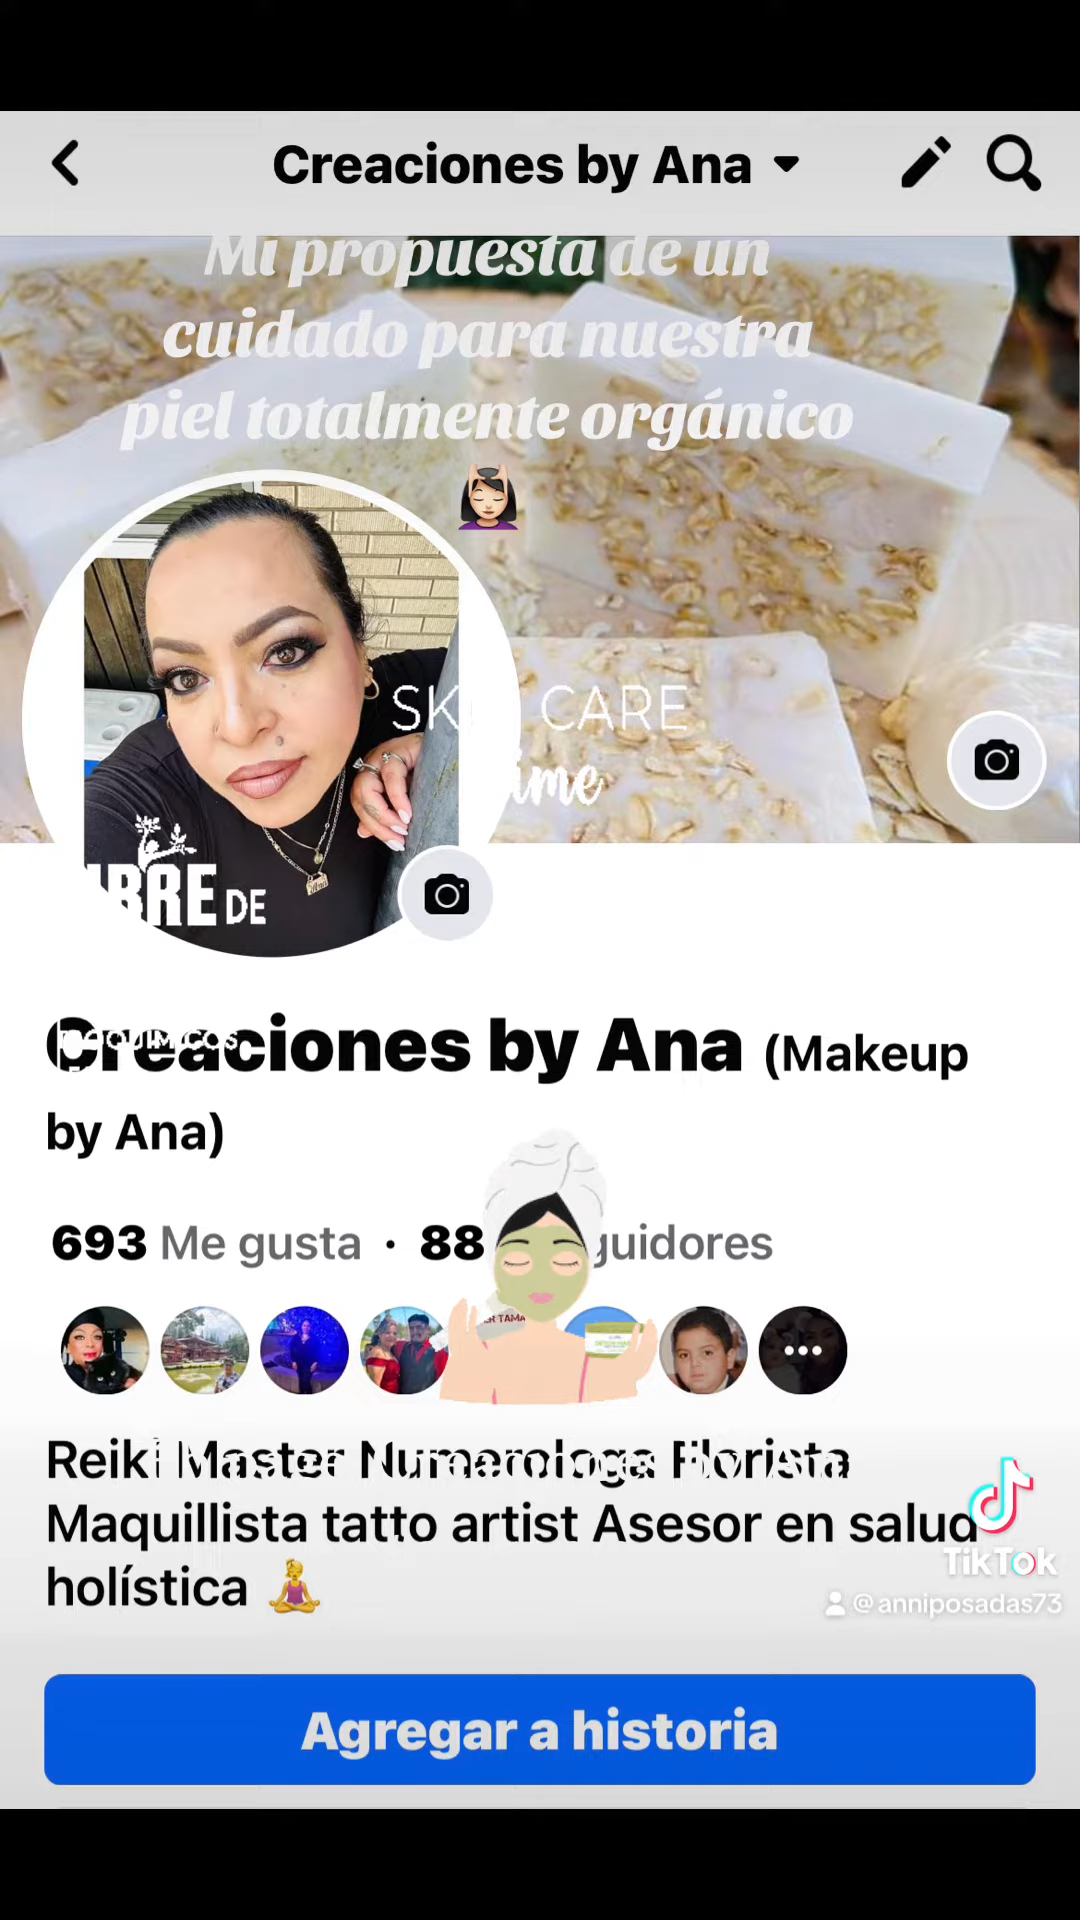 Creaciones by Ana
Mi propuesta de un
cuidado para nuestra
piel totalmente orgánico
CARE
DE
Creaciones by Ana (Makeup
by Ana)
693 Me gusta · 88
Reiki Master Numerologa Florista
Maquillista tatto artist Asesor en salud
holística
TikTok
@anniposadas73
Agregar a historia